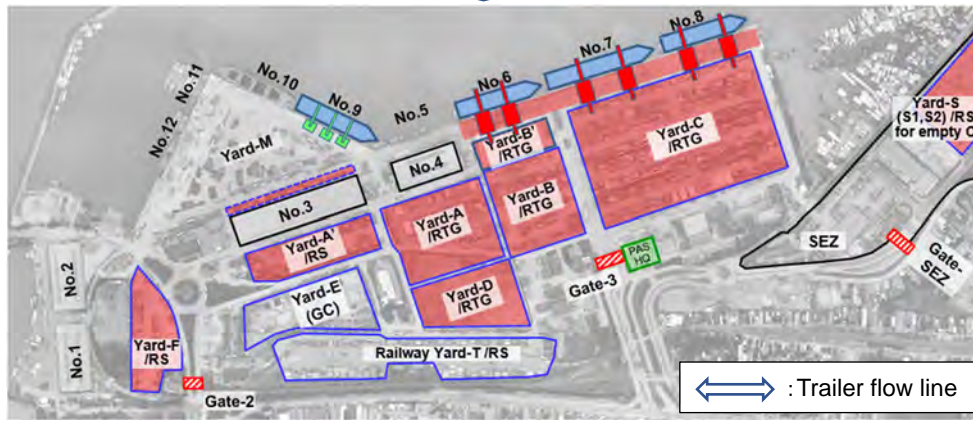 No.8
No.7
No.6
No.5
No.9
No.10
No.11
No.12
Yard-M
Yard-B'
/RTG
Yard-C
/RTG
Yard-S
(S1,S2) /RS
for empty C
No.4
No.3
Yard-A
/RTG
Yard-B
/RTG
Yard-A'
/RS
SEZ
Gate-
SEZ
PAS
HQ
Gate-3
No.2
No.1
Yard-E
(GC)
Yard-D
/RTG
Yard-F
/RS
Railway Yard-T /RS
Gate-2
: Trailer flow line